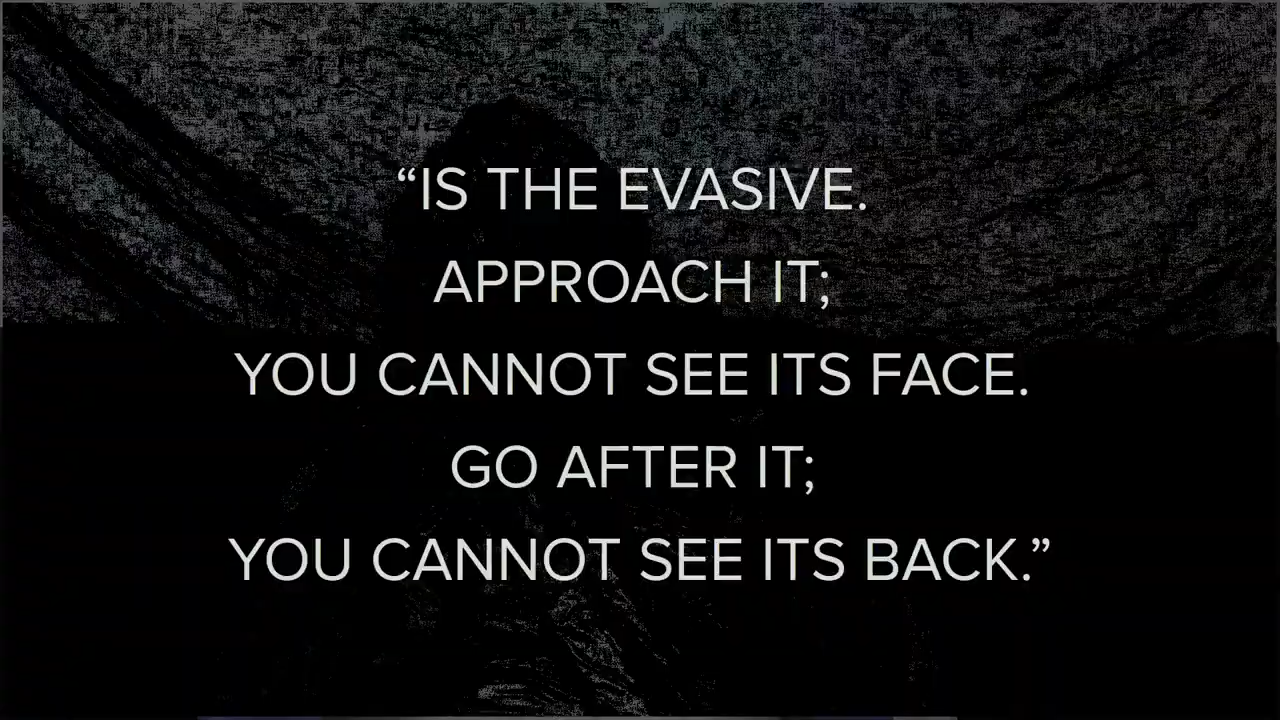 “IS THE EVASIVE.
APPROACH IT;
YOU CANNOT SEE ITS FACE.
GO AFTER IT;
YOU CANNOT SEE ITS BACK.”